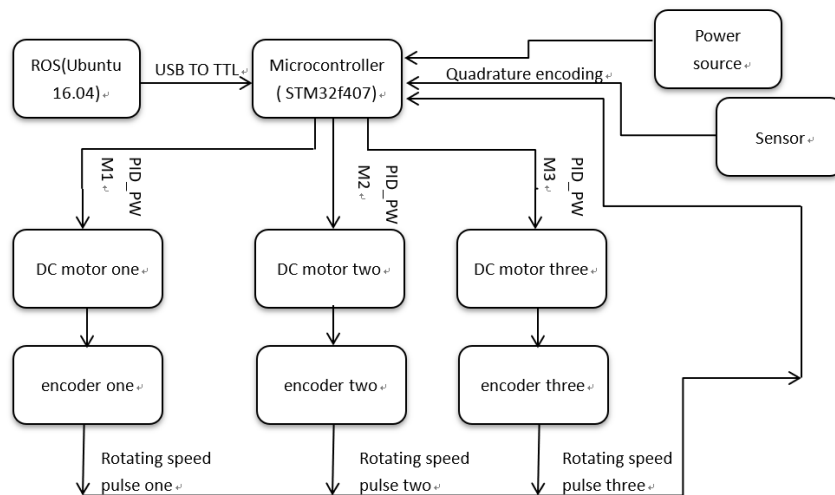 ROS(Ubuntu
16.04)
USB TO TTL
Microcontroller
( STM32f407)
Power
source
Quadrature encoding
Sensor
PID_PW
M1
PID_PW
M2
PID_PW
M3
DC motor one
DC motor two
DC motor three
encoder one
encoder two
encoder three
Rotating speed
pulse one
Rotating speed
pulse two
Rotating speed
pulse three